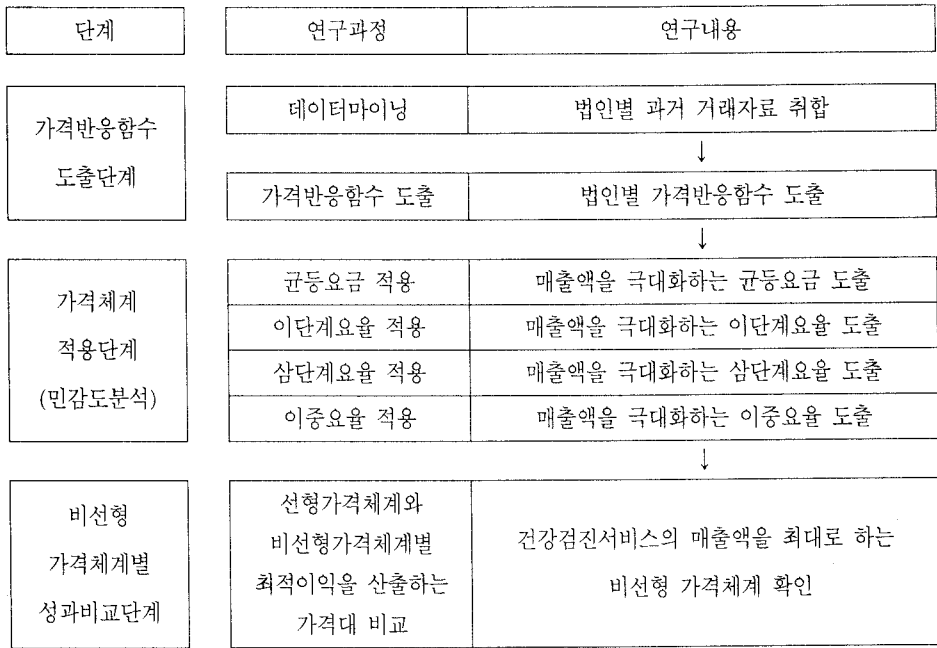 단계
연구과정
연구내용
가격반응함수
도출단계
데이터마이닝
법인별 과거 거래자료 취합
↓
가격반응함수 도출
법인별 가격반응함수 도출
↓
가격체계
적용단계
(민감도분석)
균등요금 적용
매출액을 극대화하는 균등요금 도출
이단계요율 적용
매출액을 극대화하는 이단계요율 도출
삼단계요율 적용
매출액을 극대화하는 삼단계요율 도출
이중요율 적용
매출액을 극대화하는 이중요율 도출
↓
비선형
가격체계별
성과비교단계
선형가격체계와
비선형가격체계별
최적이익을 산출하는
가격대 비교
건강검진서비스의 매출액을 최대로 하는
비선형 가격체계 확인